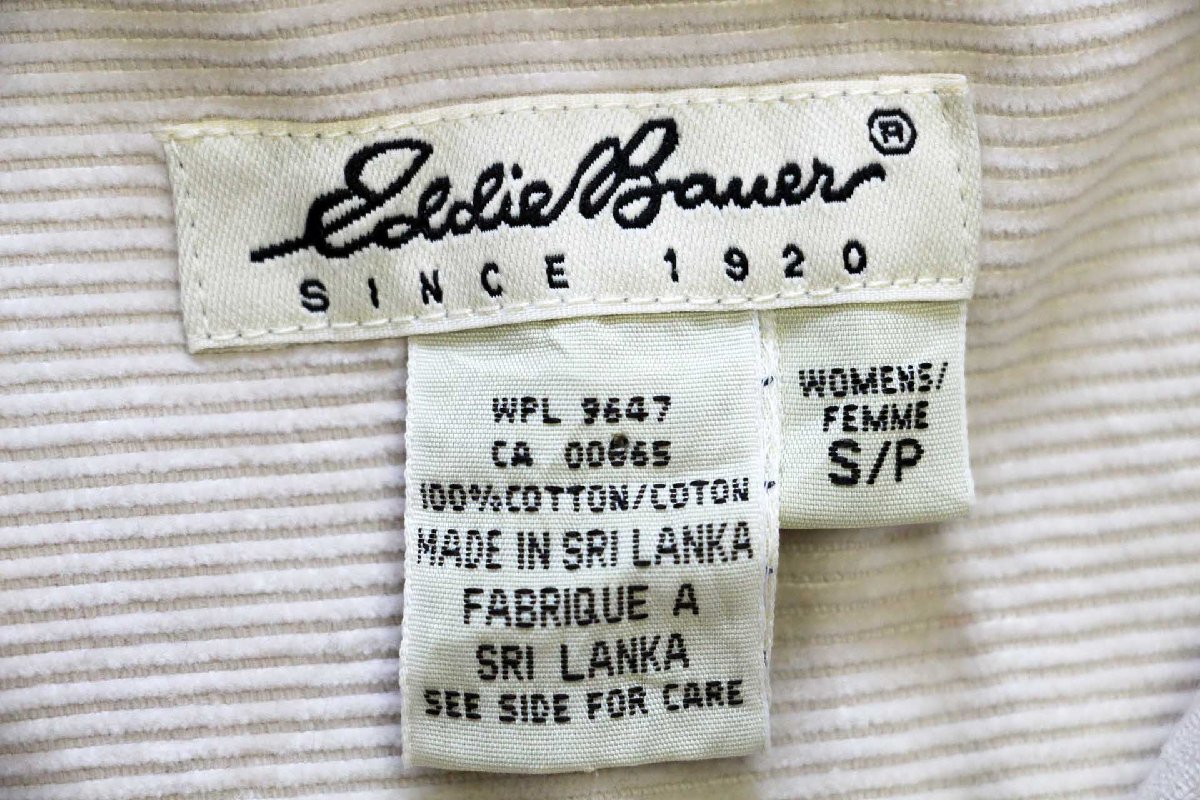 Eddie Bauer®
SINCE 1920
WPL 9647
CA 00665
100%COTTON/COTON
MADE IN SRI LANKA
FABRIQUE A
SRI LANKA
SEE SIDE FOR CARE
WOMENS/
FEMME
S/P